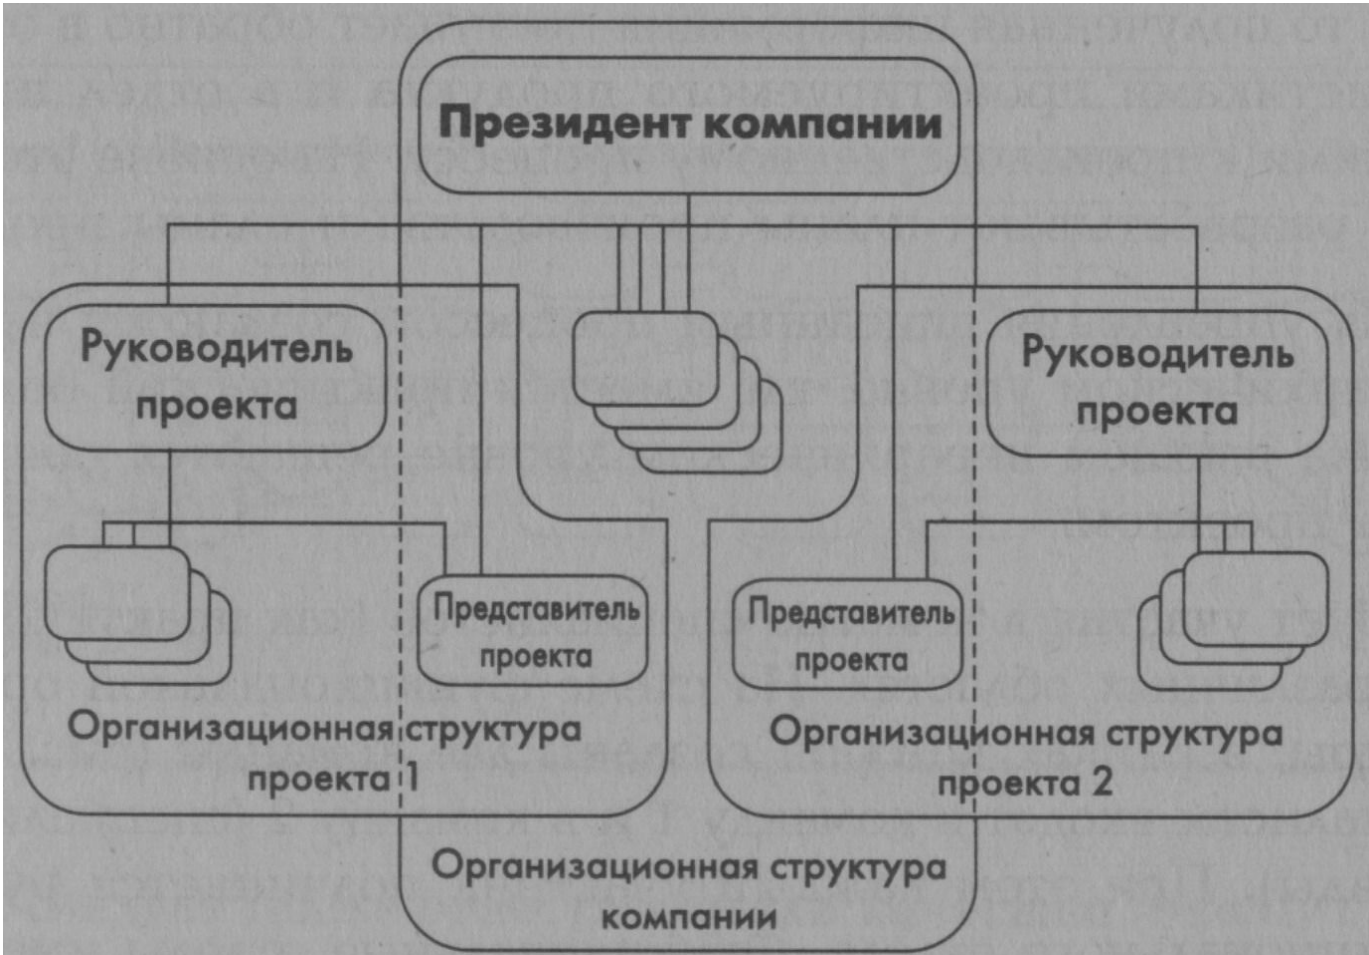 Президент компании
Руководитель
проекта
Руководитель
проекта
Представитель
проекта
Представитель
проекта
Организационная структура
проекта 1
Организационная структура
проекта 2
Организационная структура
компании